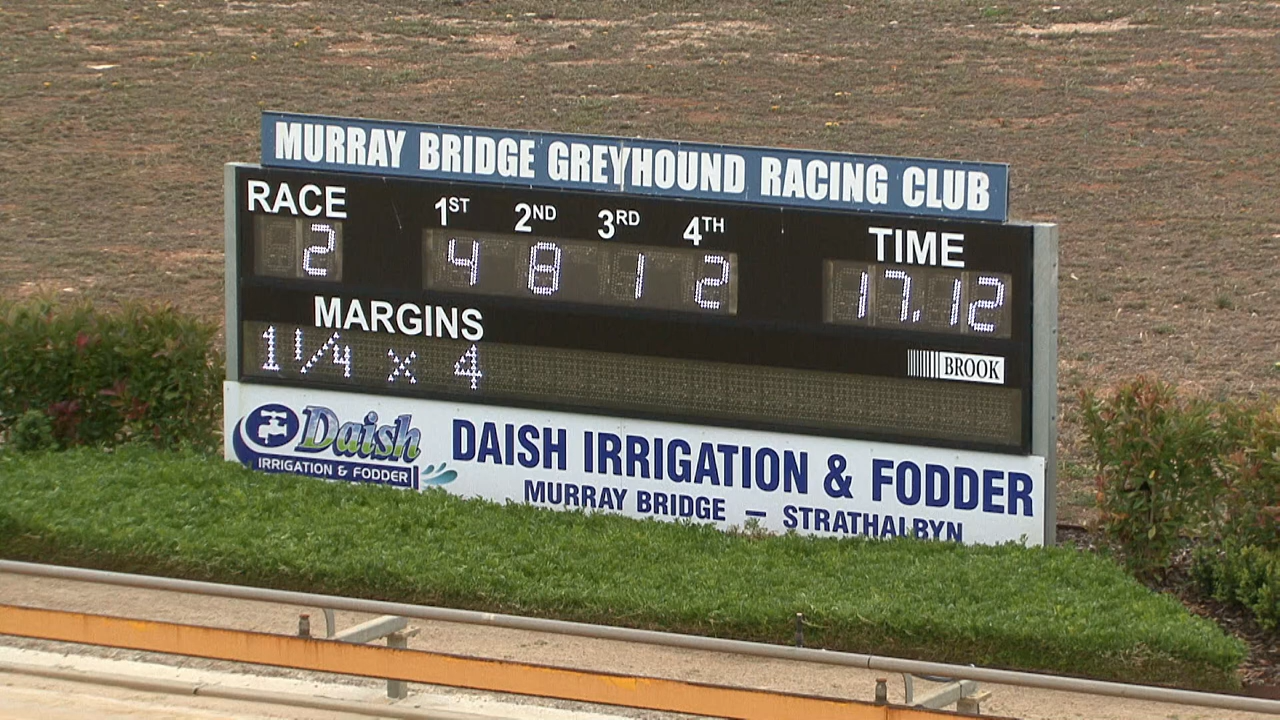 MURRAY BRIDGE GREYHOUND RACING CLUB
RACE 1ST 2ND 3RD 4TH TIME
2 4 8 1 2 17.12
MARGINS
1 1/4 x 4
BROOK
Daish
IRRIGATION & FODDER
DAISH IRRIGATION & FODDER
MURRAY BRIDGE — STRATHALBYN